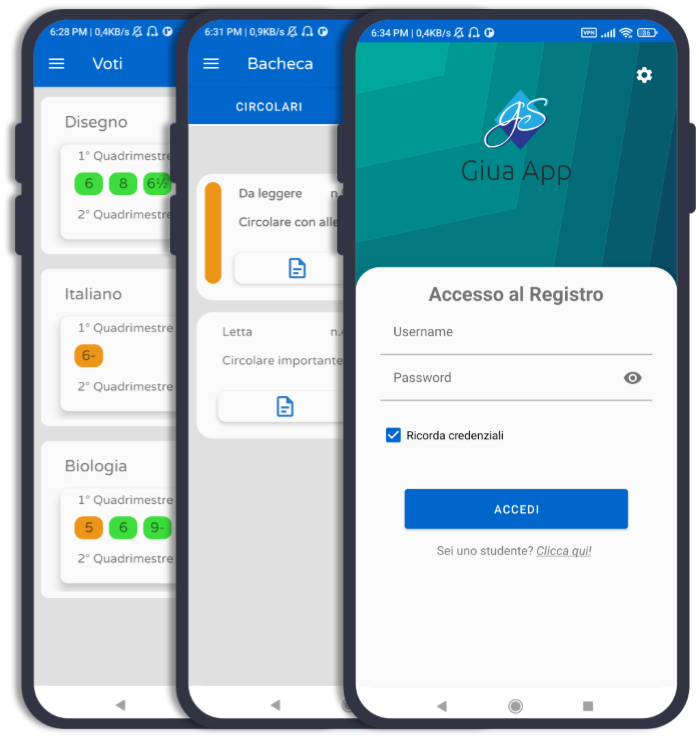 6:28 PM | 0,4KB/s
Voti
Disegno
1° Quadrimestre
6 8 6½
2° Quadrimestre
Italiano
1° Quadrimestre
6-
2° Quadrimestre
Biologia
1° Quadrimestre
5 6 9-
2° Quadrimestre
6:31 PM | 0,9KB/s
Bacheca
CIRCOLARI
Da leggere
Circolare con alle
Letta
Circolare importante
6:34 PM | 0,4KB/s VPN
Giua App
Accesso al Registro
Username
Password
Ricorda credenziali
ACCEDI
Sei uno studente? Clicca qui!